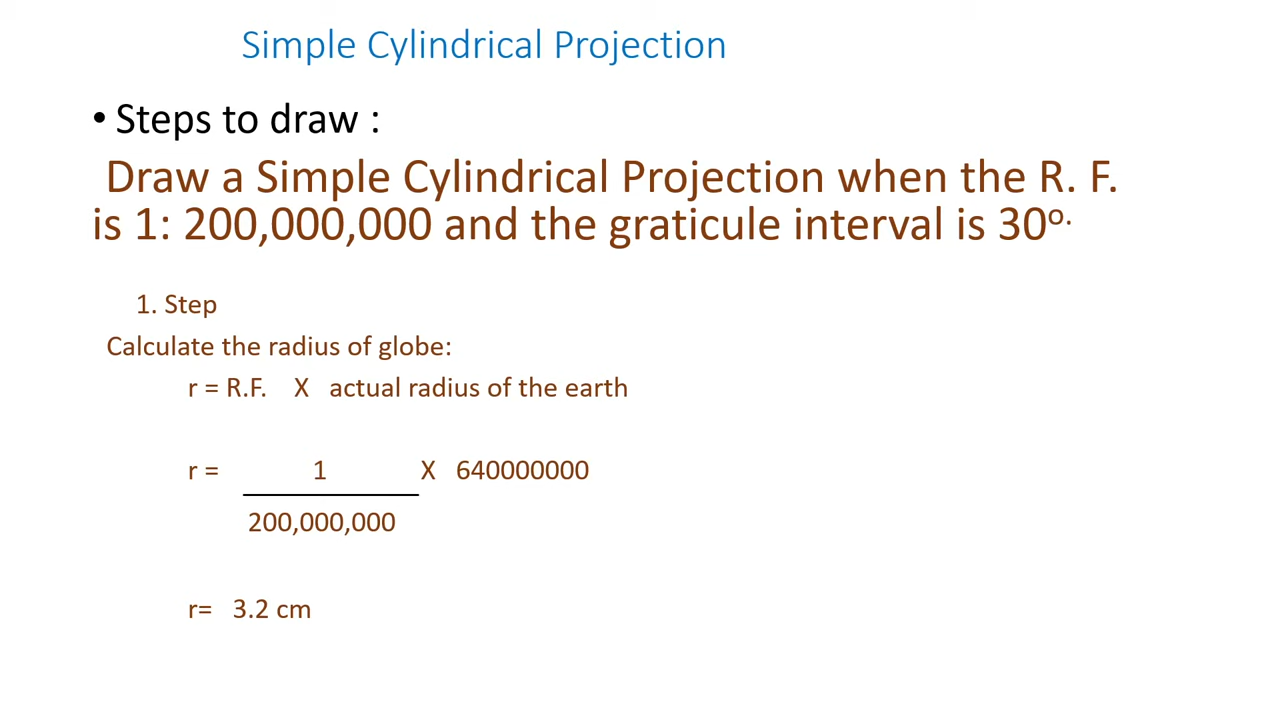 Simple Cylindrical Projection
• Steps to draw :
Draw a Simple Cylindrical Projection when the R. F.
is 1: 200,000,000 and the graticule interval is 30º.
1. Step
Calculate the radius of globe:
r = R.F. X actual radius of the earth
r = 1 X 640000000
200,000,000
r= 3.2 cm